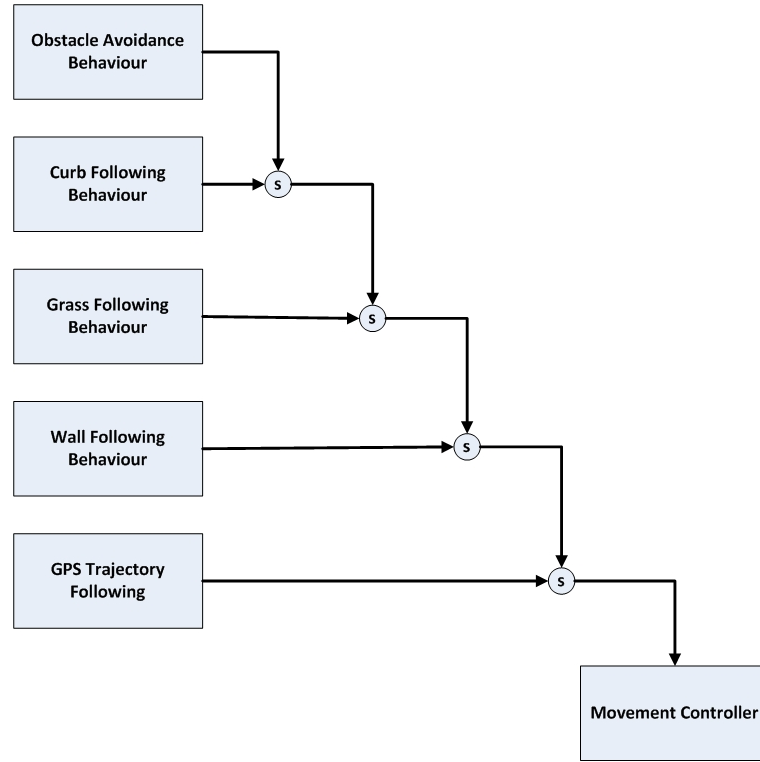 Obstacle Avoidance
Behaviour
Curb Following
Behaviour
S
Grass Following
Behaviour
S
Wall Following
Behaviour
S
GPS Trajectory
Following
S
Movement Controller